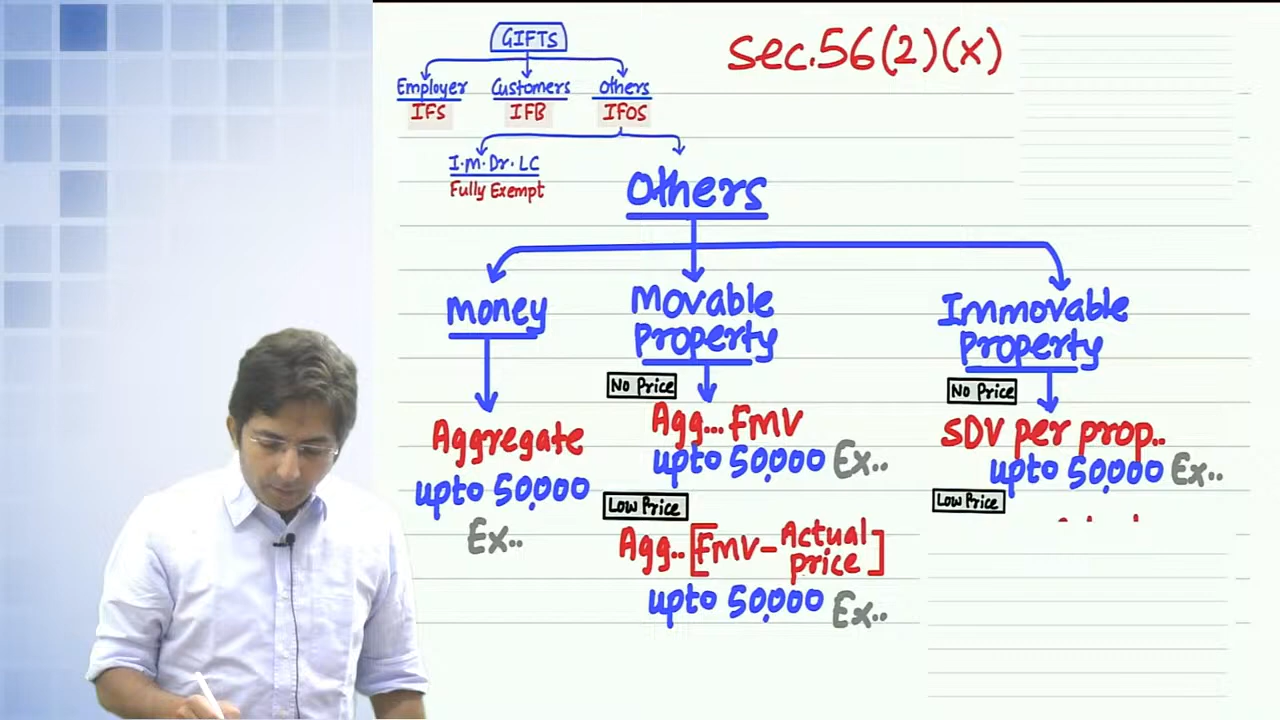 GIFTS
sec.56(2)(x)
Employer Customers Others
IFS IFB IFOS
I.m.Dr.LC
Fully Exempt
Others
Money
Movable
Property
Immovable
Property
No Price
Agg... FMV
upto 50,000 Ex..
No Price
SDV per prop..
upto 50,000 Ex..
Aggregate
upto 50,000
Ex..
Low Price
Agg..[FMV-Actual
price]
upto 50,000 Ex..
Low Price